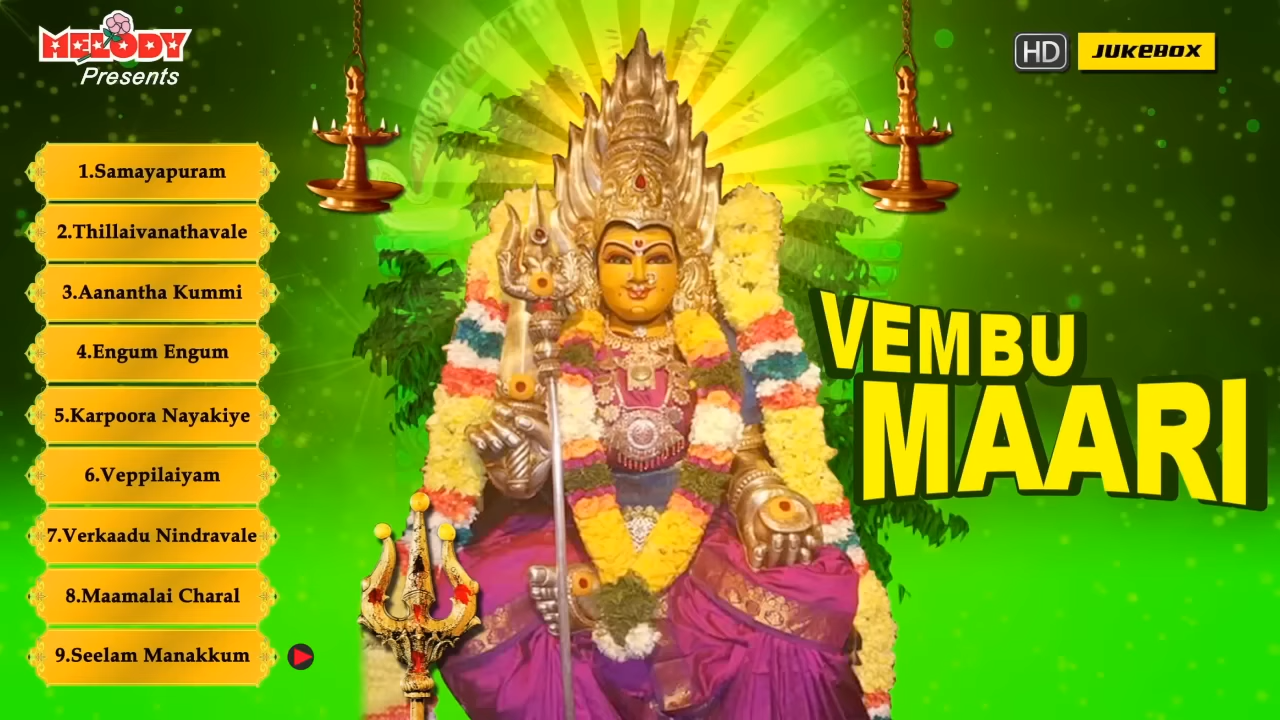 MELODY
Presents
HD
JUKEBOX
1.Samayapuram
2.Thillaivanathavale
3.Aanantha Kummi
4.Engum Engum
5.Karpoora Nayakiye
6.Veppilaiyam
7.Verkaadu Nindravale
8.Maamalai Charal
9.Seelam Manakkum
VEMBU
MAARI